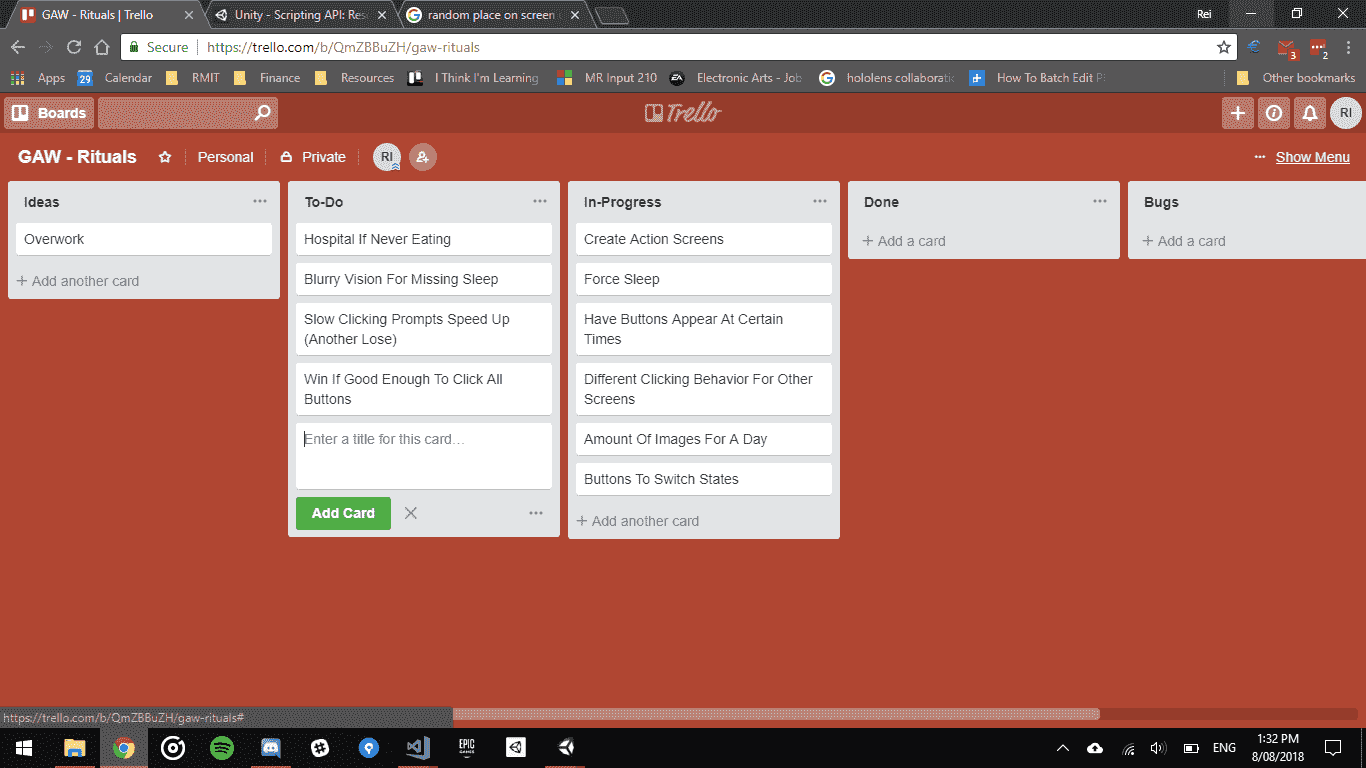 GAW - Rituals | Trello
Unity - Scripting API: Res
random place on screen
Rei
Secure
https://trello.com/b/QmZBBuZH/gaw-rituals
3
2
Apps
29
Calendar
RMIT
Finance
Resources
I Think I'm Learning
MR Input 210
EA
Electronic Arts - Job
hololens collaborati
How To Batch Edit P
Other bookmarks
Boards
Trello
RI
GAW - Rituals
Personal
Private
RI
Show Menu
Ideas
Overwork
+ Add another card
To-Do
Hospital If Never Eating
Blurry Vision For Missing Sleep
Slow Clicking Prompts Speed Up
(Another Lose)
Win If Good Enough To Click All
Buttons
Enter a title for this card…
Add Card
In-Progress
Create Action Screens
Force Sleep
Have Buttons Appear At Certain
Times
Different Clicking Behavior For Other
Screens
Amount Of Images For A Day
Buttons To Switch States
+ Add another card
Done
+ Add a card
Bugs
+ Add a card
https://trello.com/b/QmZBBuZH/gaw-rituals#
EPIC
GAMES
ENG
1:32 PM
8/08/2018